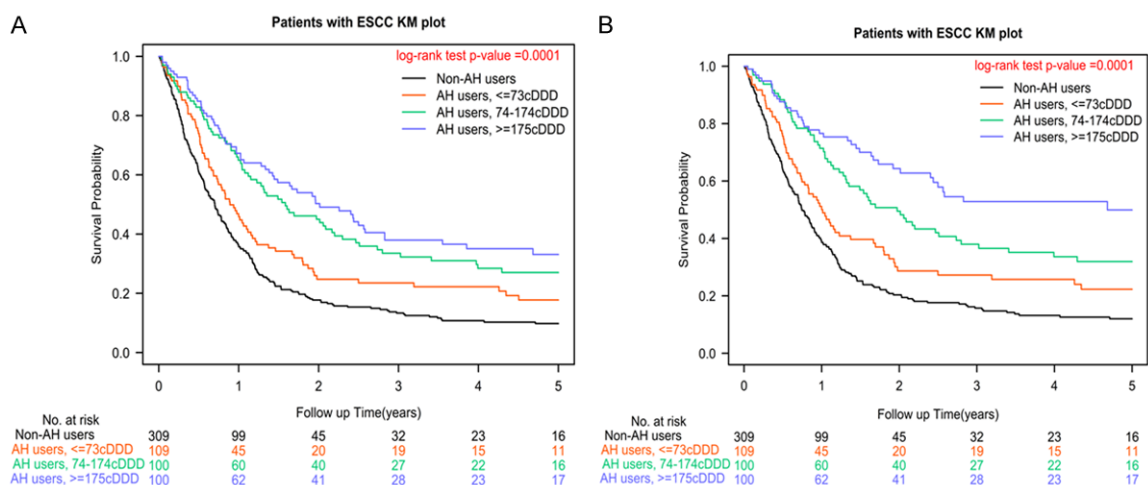 A
Patients with ESCC KM plot
log-rank test p-value =0.0001
Non-AH users
AH users, <=73cDDD
AH users, 74-174cDDD
AH users, >=175cDDD
Survival Probability
1.0
0.8
0.6
0.4
0.2
0.0
0 1 2 3 4 5
Follow up Time(years)
No. at risk
Non-AH users 309 99 45 32 23 16
AH users, <=73cDDD 109 45 20 19 15 11
AH users, 74-174cDDD 100 60 40 27 22 16
AH users, >=175cDDD 100 62 41 28 23 17
B
Patients with ESCC KM plot
log-rank test p-value =0.0001
Non-AH users
AH users, <=73cDDD
AH users, 74-174cDDD
AH users, >=175cDDD
Survival Probability
1.0
0.8
0.6
0.4
0.2
0.0
0 1 2 3 4 5
Follow up Time(years)
No. at risk
Non-AH users 309 99 45 32 23 16
AH users, <=73cDDD 109 45 20 19 15 11
AH users, 74-174cDDD 100 60 40 27 22 16
AH users, >=175cDDD 100 62 41 28 23 17